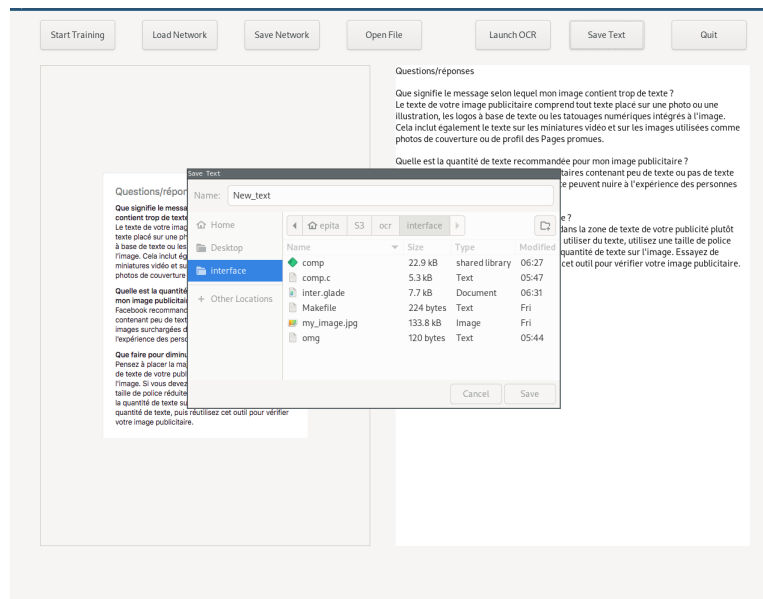 Start Training
Load Network
Save Network
Open File
Launch OCR
Save Text
Quit
Questions/répon
Que signifie le messa
contient trop de texte
Le texte de votre imag
texte placé sur une ph
à base de texte ou les
l'image. Cela inclut ég
miniatures vidéo et su
photos de couverture
Quelle est la quantité
mon image publicitai
Facebook recommand
contenant peu de text
images surchargées d
l'expérience des perso
Que faire pour diminu
Pensez à placer la maj
de texte de votre publ
l'image. Si vous devez
taille de police réduite
la quantité de texte su
quantité de texte, puis réutilisez cet outil pour vérifier
votre image publicitaire.
Save Text
Name: New_text
Home
Desktop
interface
Other Locations
epita S3 ocr interface
Name Size Type Modified
comp 22.9 kB shared library 06:27
comp.c 5.3 kB Text 05:47
inter.glade 7.7 kB Document 06:31
Makefile 224 bytes Text Fri
my_image.jpg 133.8 kB Image Fri
omg 120 bytes Text 05:44
Cancel Save
Questions/réponses
Que signifie le message selon lequel mon image contient trop de texte ?
Le texte de votre image publicitaire comprend tout texte placé sur une photo ou une
illustration, les logos à base de texte ou les tatouages numériques intégrés à l'image.
Cela inclut également le texte sur les miniatures vidéo et sur les images utilisées comme
photos de couverture ou de profil des Pages promues.
Quelle est la quantité de texte recommandée pour mon image publicitaire ?
taires contenant peu de texte ou pas de texte
te peuvent nuire à l'expérience des personnes
e ?
dans la zone de texte de votre publicité plutôt
utiliser du texte, utilisez une taille de police
quantité de texte sur l'image. Essayez de
cet outil pour vérifier votre image publicitaire.